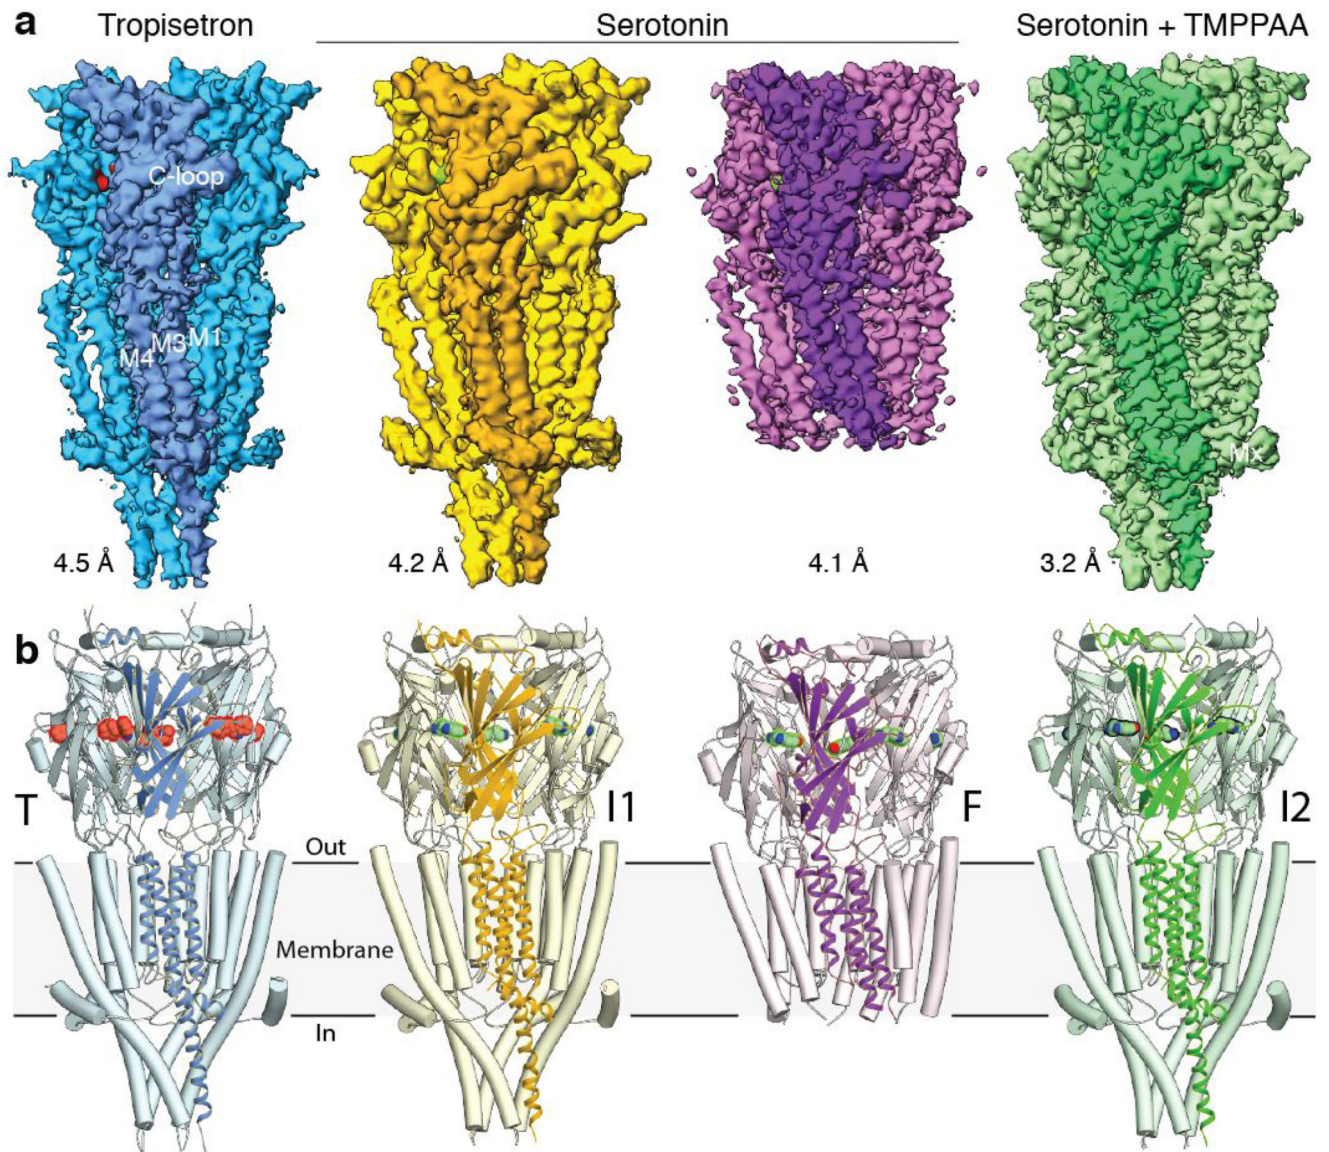 a
Tropisetron
Serotonin
Serotonin + TMPPAA
C-loop
M4 M3 M1
Mx
4.5 Å
4.2 Å
4.1 Å
3.2 Å
b
T
I1
F
I2
Out
Membrane
In